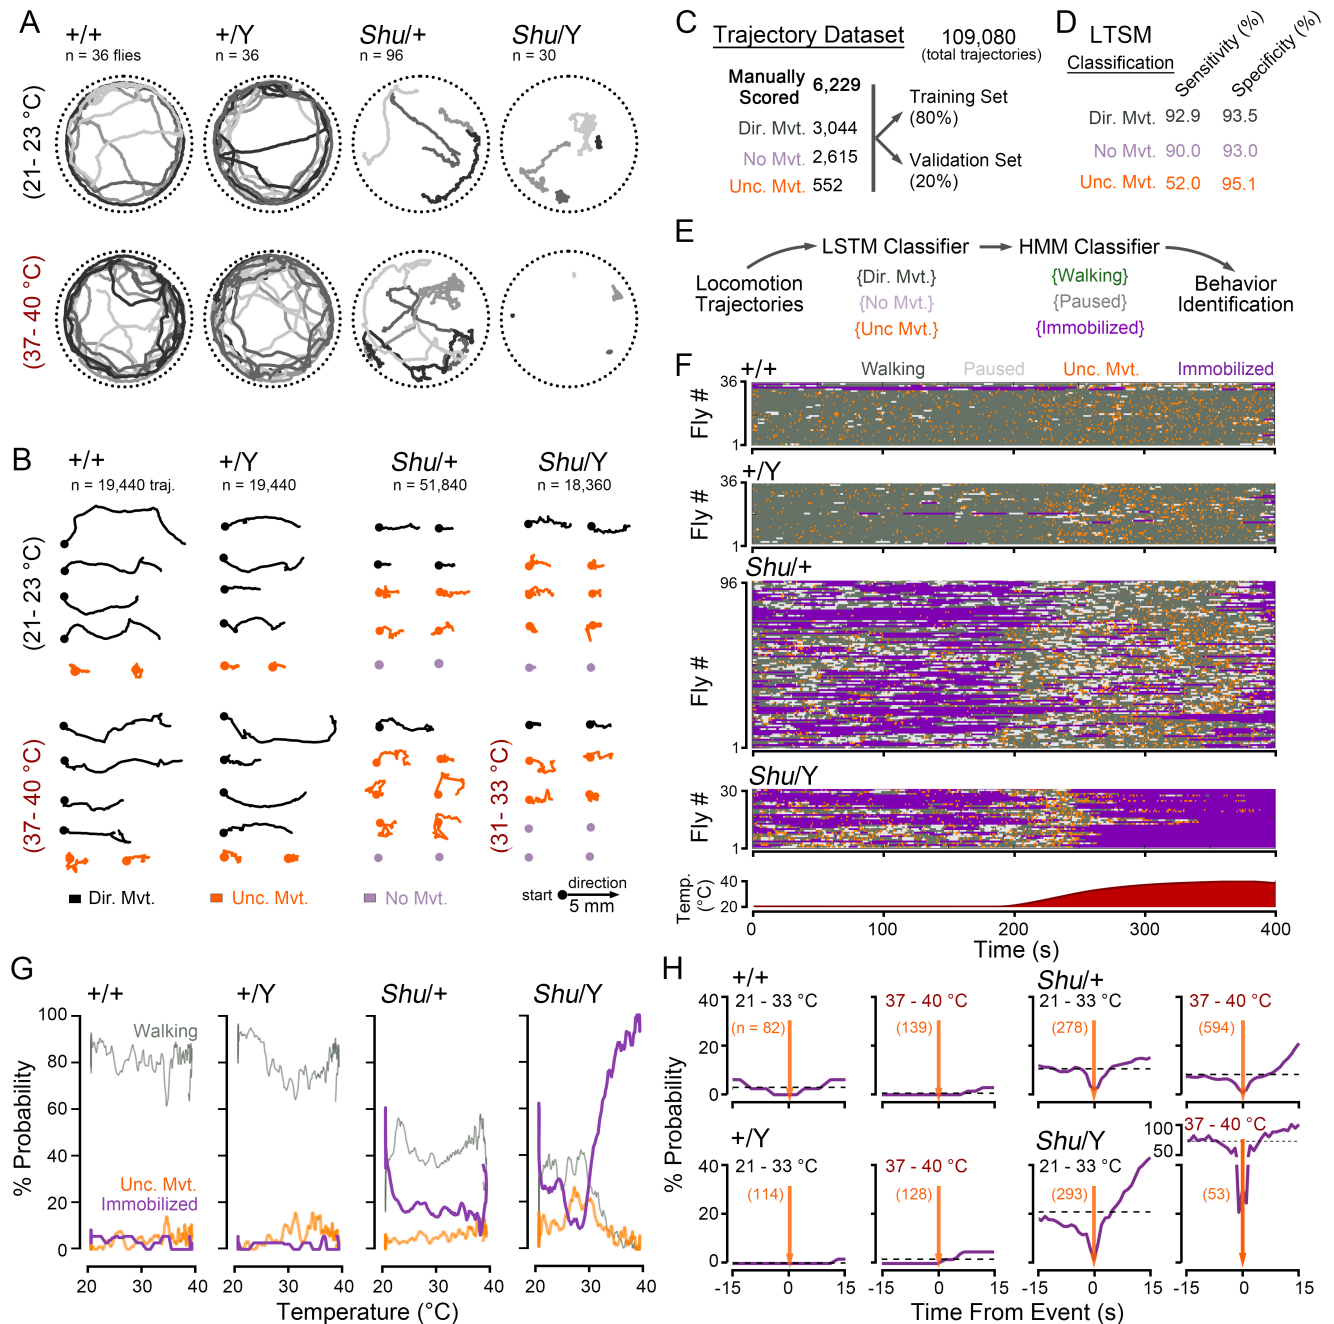 A
+/+
n = 36 flies
+/Y
n = 36
Shu/+
n = 96
Shu/Y
n = 30
(21- 23 °C)
(37- 40 °C)
B
+/+
n = 19,440 traj.
+/Y
n = 19,440
Shu/+
n = 51,840
Shu/Y
n = 18,360
(21- 23 °C)
(37- 40 °C)
(31- 33 °C)
Dir. Mvt.
Unc. Mvt.
No Mvt.
start
direction
5 mm
C
Trajectory Dataset
109,080
(total trajectories)
Manually
Scored
6,229
Dir. Mvt. 3,044
No Mvt. 2,615
Unc. Mvt. 552
Training Set
(80%)
Validation Set
(20%)
D
LTSM
Classification
Sensitivity (%)
Specificity (%)
Dir. Mvt. 92.9 93.5
No Mvt. 90.0 93.0
Unc. Mvt. 52.0 95.1
E
Locomotion
Trajectories
LSTM Classifier
{Dir. Mvt.}
{No Mvt.}
{Unc Mvt.}
HMM Classifier
{Walking}
{Paused}
{Immobilized}
Behavior
Identification
F
+/+
Walking
Paused
Unc. Mvt.
Immobilized
36
1
Fly #
+/Y
36
1
Fly #
Shu/+
96
1
Fly #
Shu/Y
30
1
Fly #
Temp.
(°C)
40
20
0 100 200 300 400
Time (s)
G
+/+
+/Y
Shu/+
Shu/Y
% Probability
100
80
60
40
20
0
Walking
Unc. Mvt.
Immobilized
20 30 40
20 30 40
20 30 40
20 30 40
Temperature (°C)
H
+/+
21 - 33 °C
(n = 82)
37 - 40 °C
(139)
Shu/+
21 - 33 °C
(278)
37 - 40 °C
(594)
40
20
0
% Probability
+/Y
21 - 33 °C
(114)
37 - 40 °C
(128)
Shu/Y
21 - 33 °C
(293)
37 - 40 °C
100
50
(53)
40
20
0
-15 0 15
-15 0 15
-15 0 15
-15 0 15
Time From Event (s)